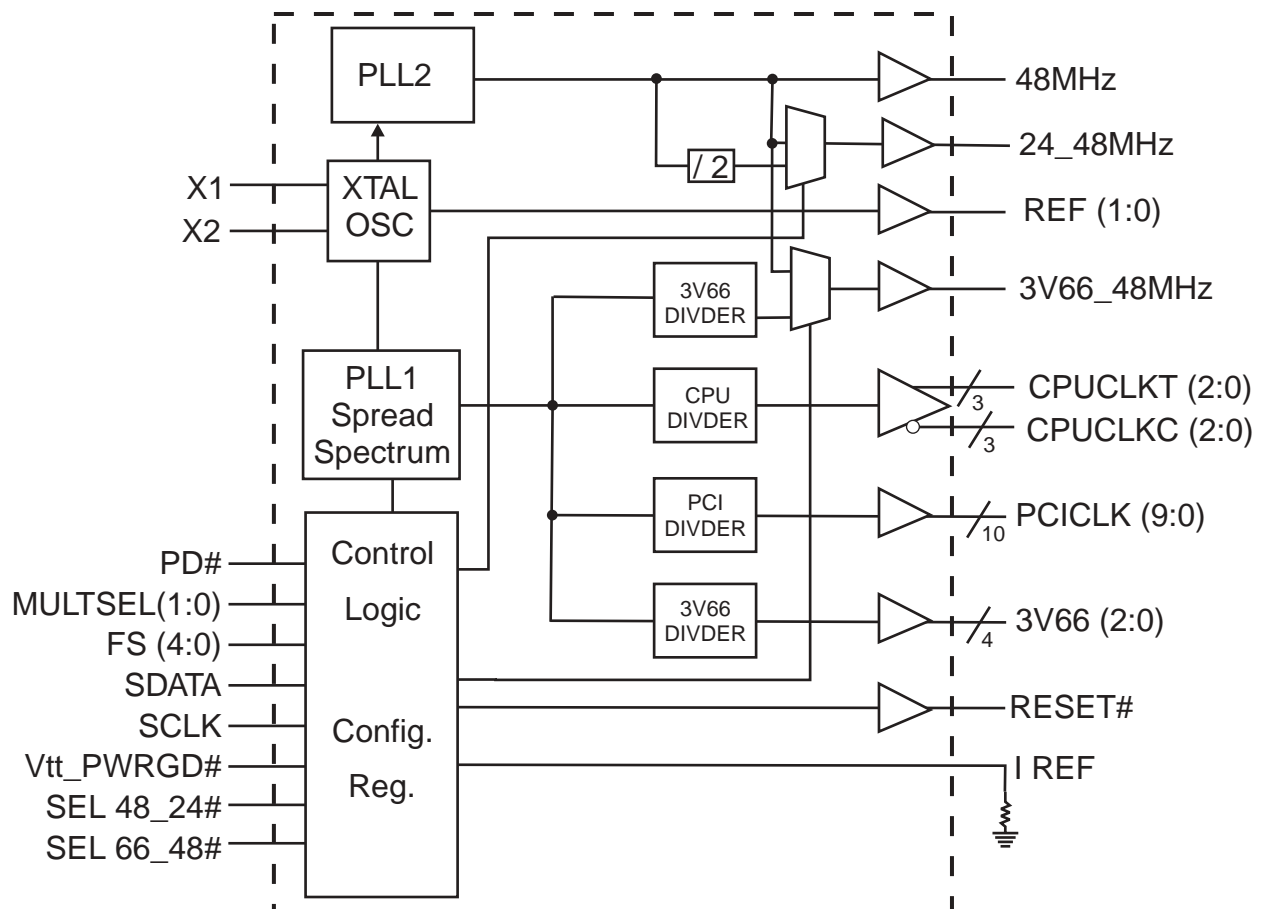 PLL2
48MHz
24_48MHz
/ 2
X1
XTAL
OSC
X2
REF (1:0)
3V66
DIVDER
3V66_48MHz
PLL1
Spread
Spectrum
CPU
DIVDER
CPUCLKT (2:0)
3
CPUCLKC (2:0)
3
PCI
DIVDER
PCICLK (9:0)
10
3V66
DIVDER
3V66 (2:0)
4
Control
Logic
Config.
Reg.
PD#
MULTSEL(1:0)
FS (4:0)
SDATA
SCLK
Vtt_PWRGD#
SEL 48_24#
SEL 66_48#
RESET#
I REF